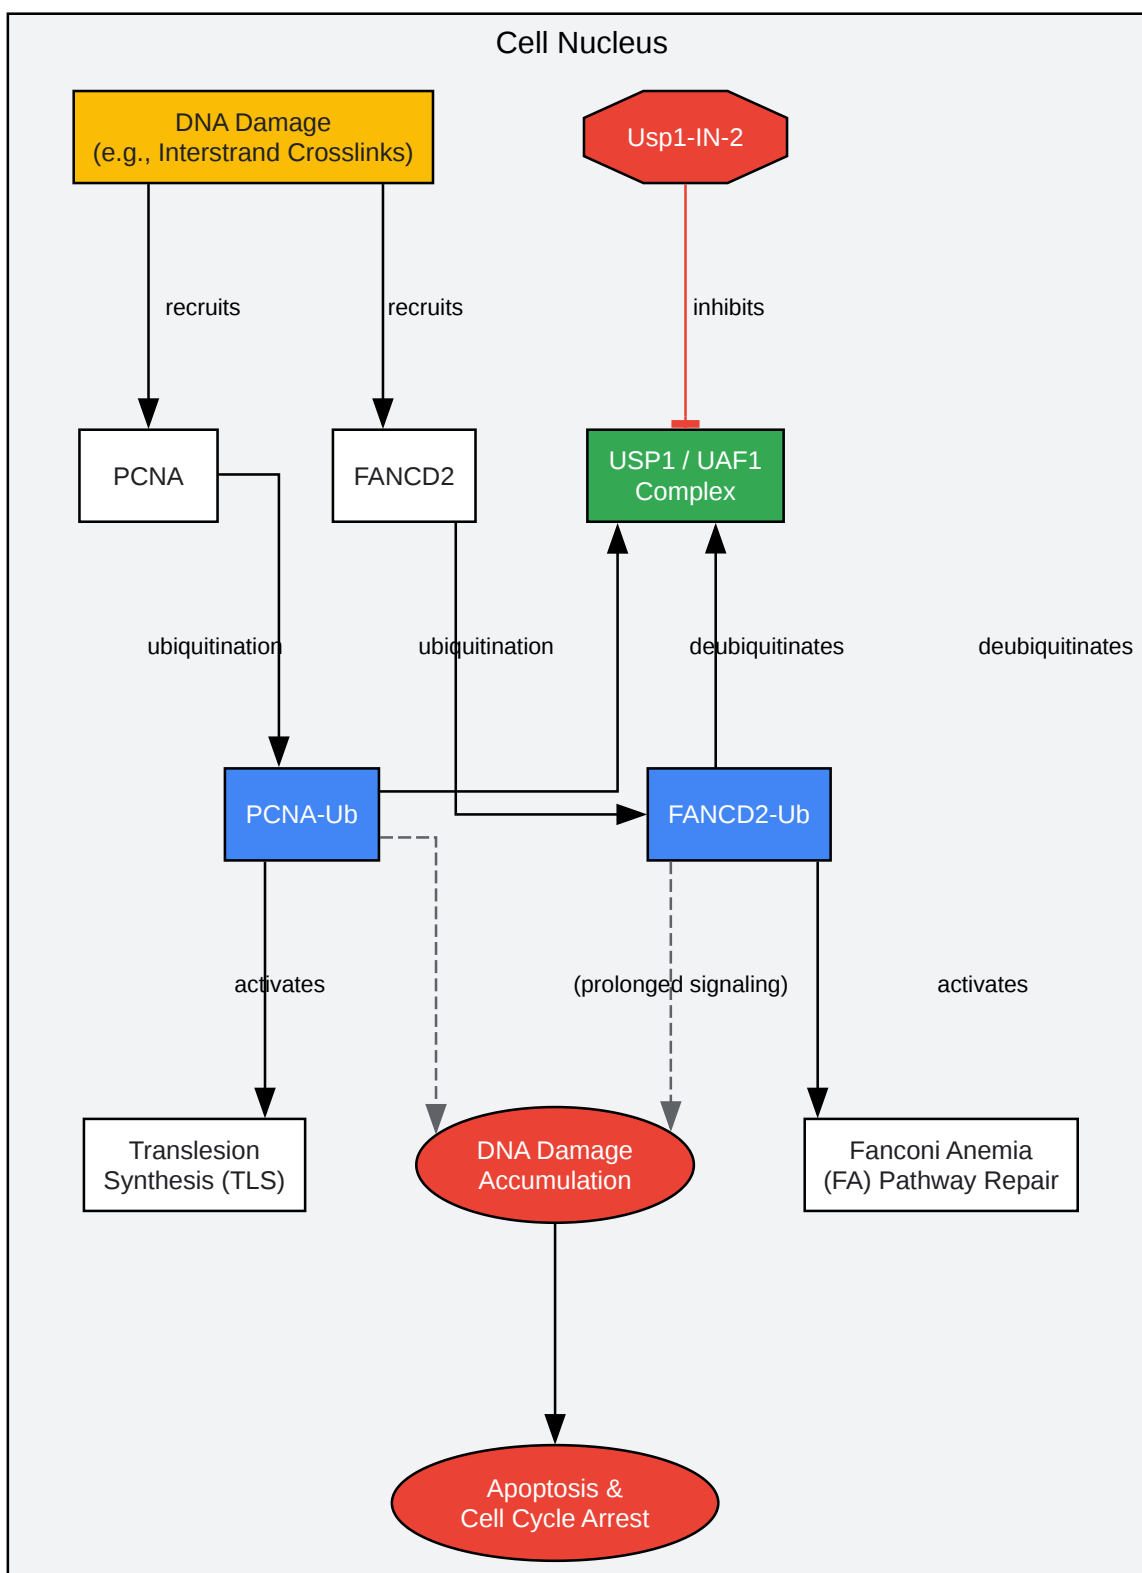 Cell Nucleus
DNA Damage
(e.g., Interstrand Crosslinks)
Usp1-IN-2
recruits
recruits
inhibits
PCNA
FANCD2
USP1 / UAF1
Complex
ubiquitination
ubiquitination
deubiquitinates
deubiquitinates
PCNA-Ub
FANCD2-Ub
activates
(prolonged signaling)
activates
Translesion
Synthesis (TLS)
DNA Damage
Accumulation
Fanconi Anemia
(FA) Pathway Repair
Apoptosis &
Cell Cycle Arrest